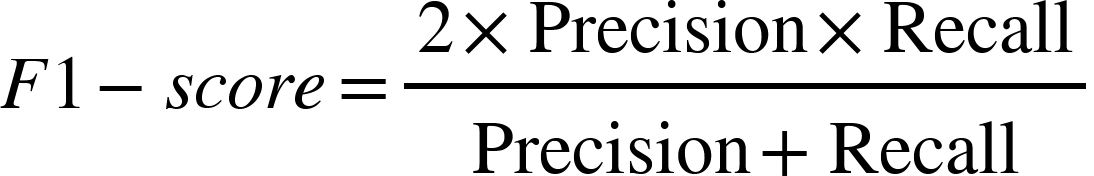 2 × Precision × Recall
F1 − score =
Precision + Recall